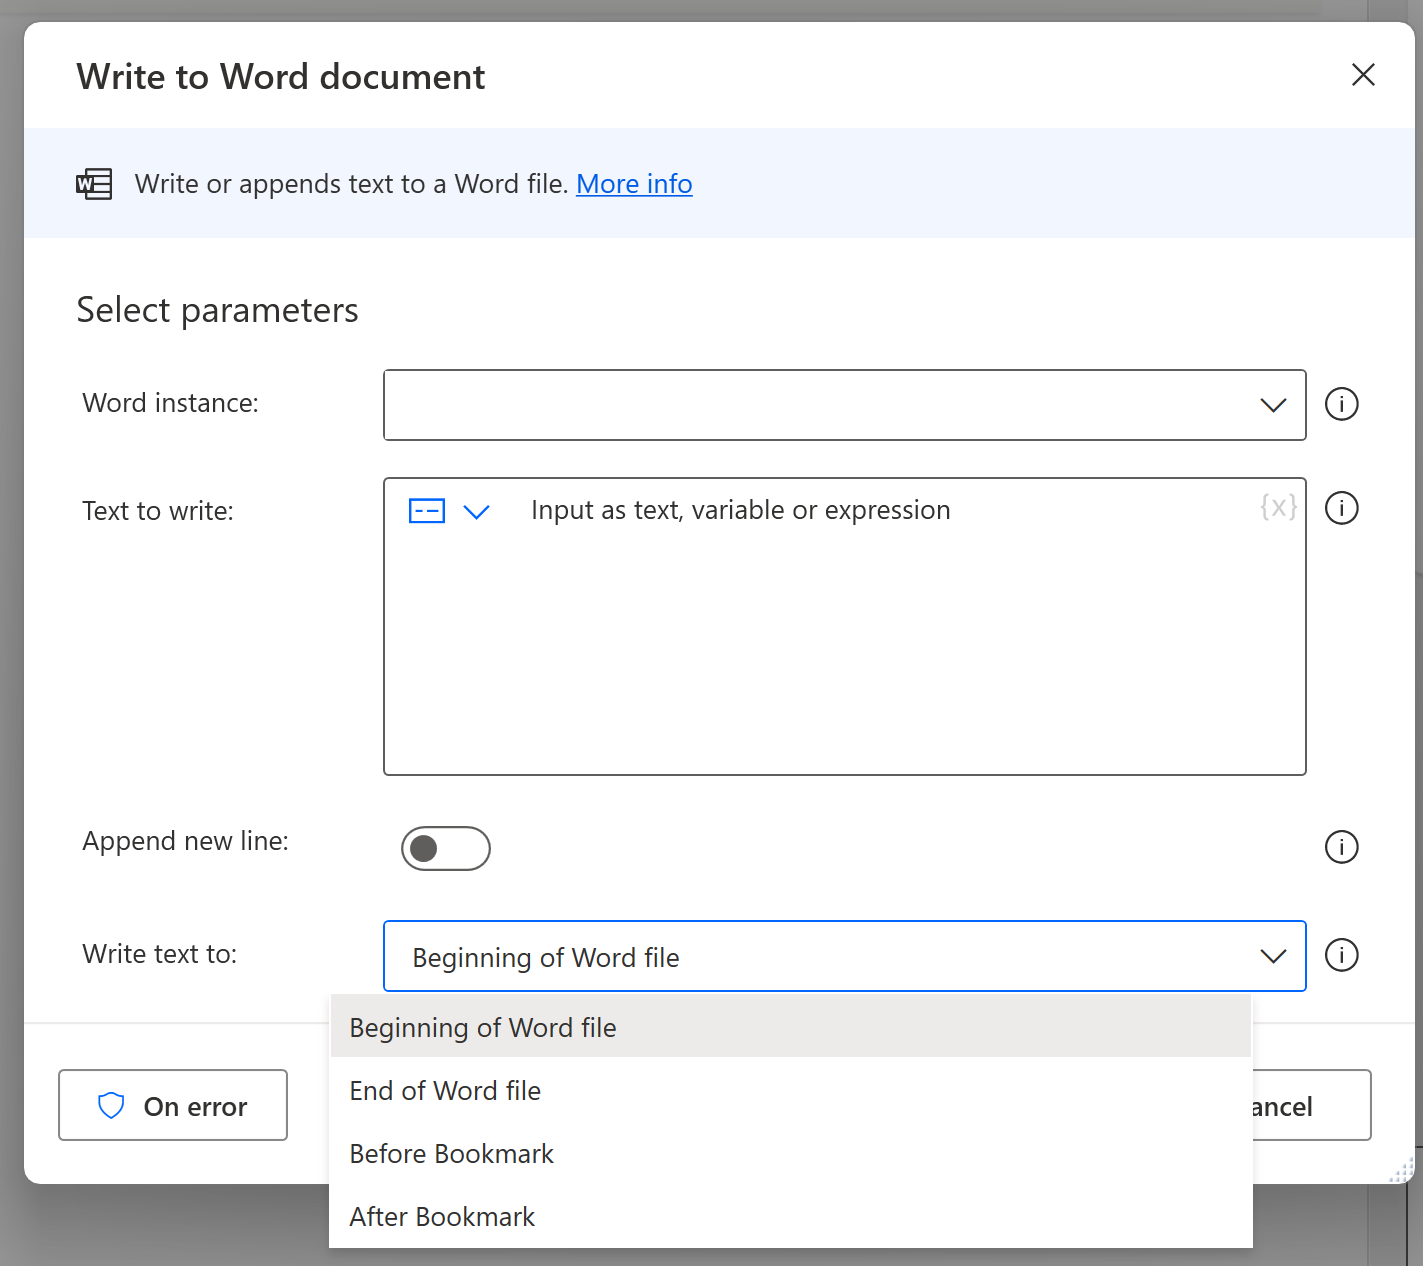 Write to Word document
W Write or appends text to a Word file. More info
Select parameters
Word instance:
Text to write: Input as text, variable or expression {x}
Append new line:
Write text to: Beginning of Word file
Beginning of Word file
End of Word file
Before Bookmark
After Bookmark
On error
ancel